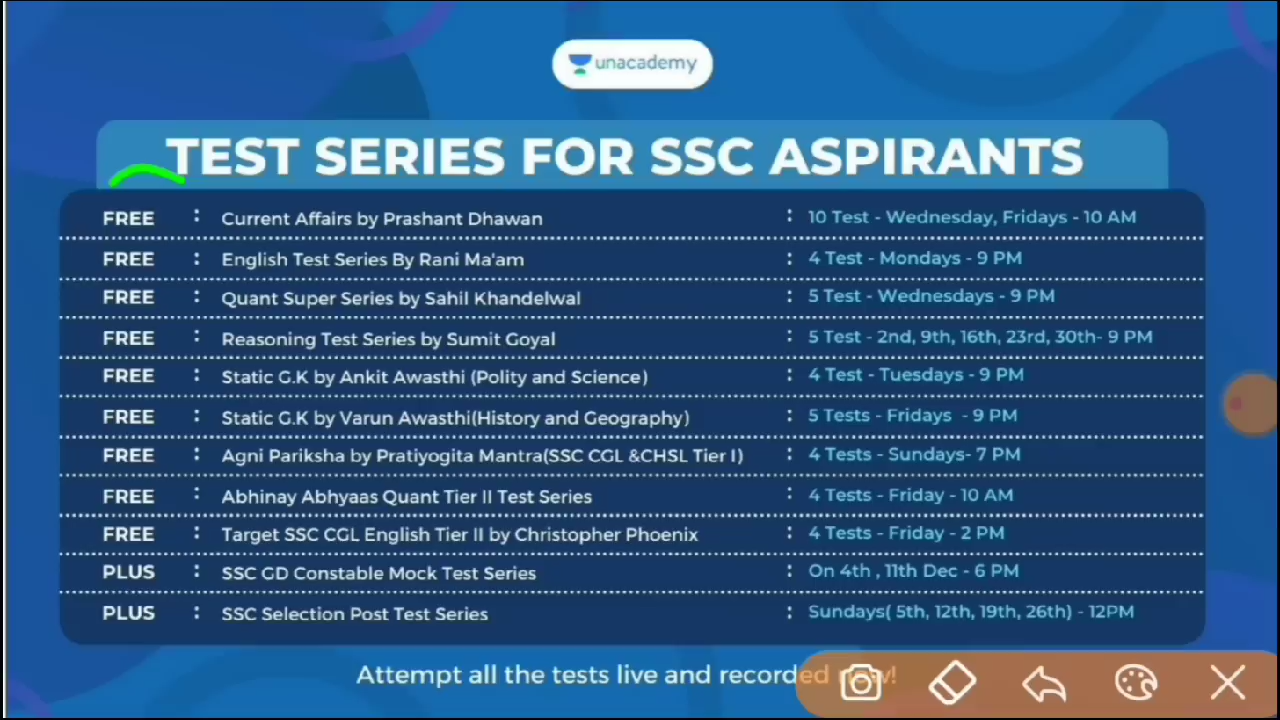 unacademy
TEST SERIES FOR SSC ASPIRANTS
FREE : Current Affairs by Prashant Dhawan : 10 Test - Wednesday, Fridays - 10 AM
FREE : English Test Series By Rani Ma'am : 4 Test - Mondays - 9 PM
FREE : Quant Super Series by Sahil Khandelwal : 5 Test - Wednesdays - 9 PM
FREE : Reasoning Test Series by Sumit Goyal : 5 Test - 2nd, 9th, 16th, 23rd, 30th- 9 PM
FREE : Static G.K by Ankit Awasthi (Polity and Science) : 4 Test - Tuesdays - 9 PM
FREE : Static G.K by Varun Awasthi(History and Geography) : 5 Tests - Fridays - 9 PM
FREE : Agni Pariksha by Pratiyogita Mantra(SSC CGL &CHSL Tier I) : 4 Tests - Sundays- 7 PM
FREE : Abhinay Abhyaas Quant Tier II Test Series : 4 Tests - Friday - 10 AM
FREE : Target SSC CGL English Tier II by Christopher Phoenix : 4 Tests - Friday - 2 PM
PLUS : SSC GD Constable Mock Test Series : On 4th , 11th Dec - 6 PM
PLUS : SSC Selection Post Test Series : Sundays( 5th, 12th, 19th, 26th) - 12PM
Attempt all the tests live and recorded